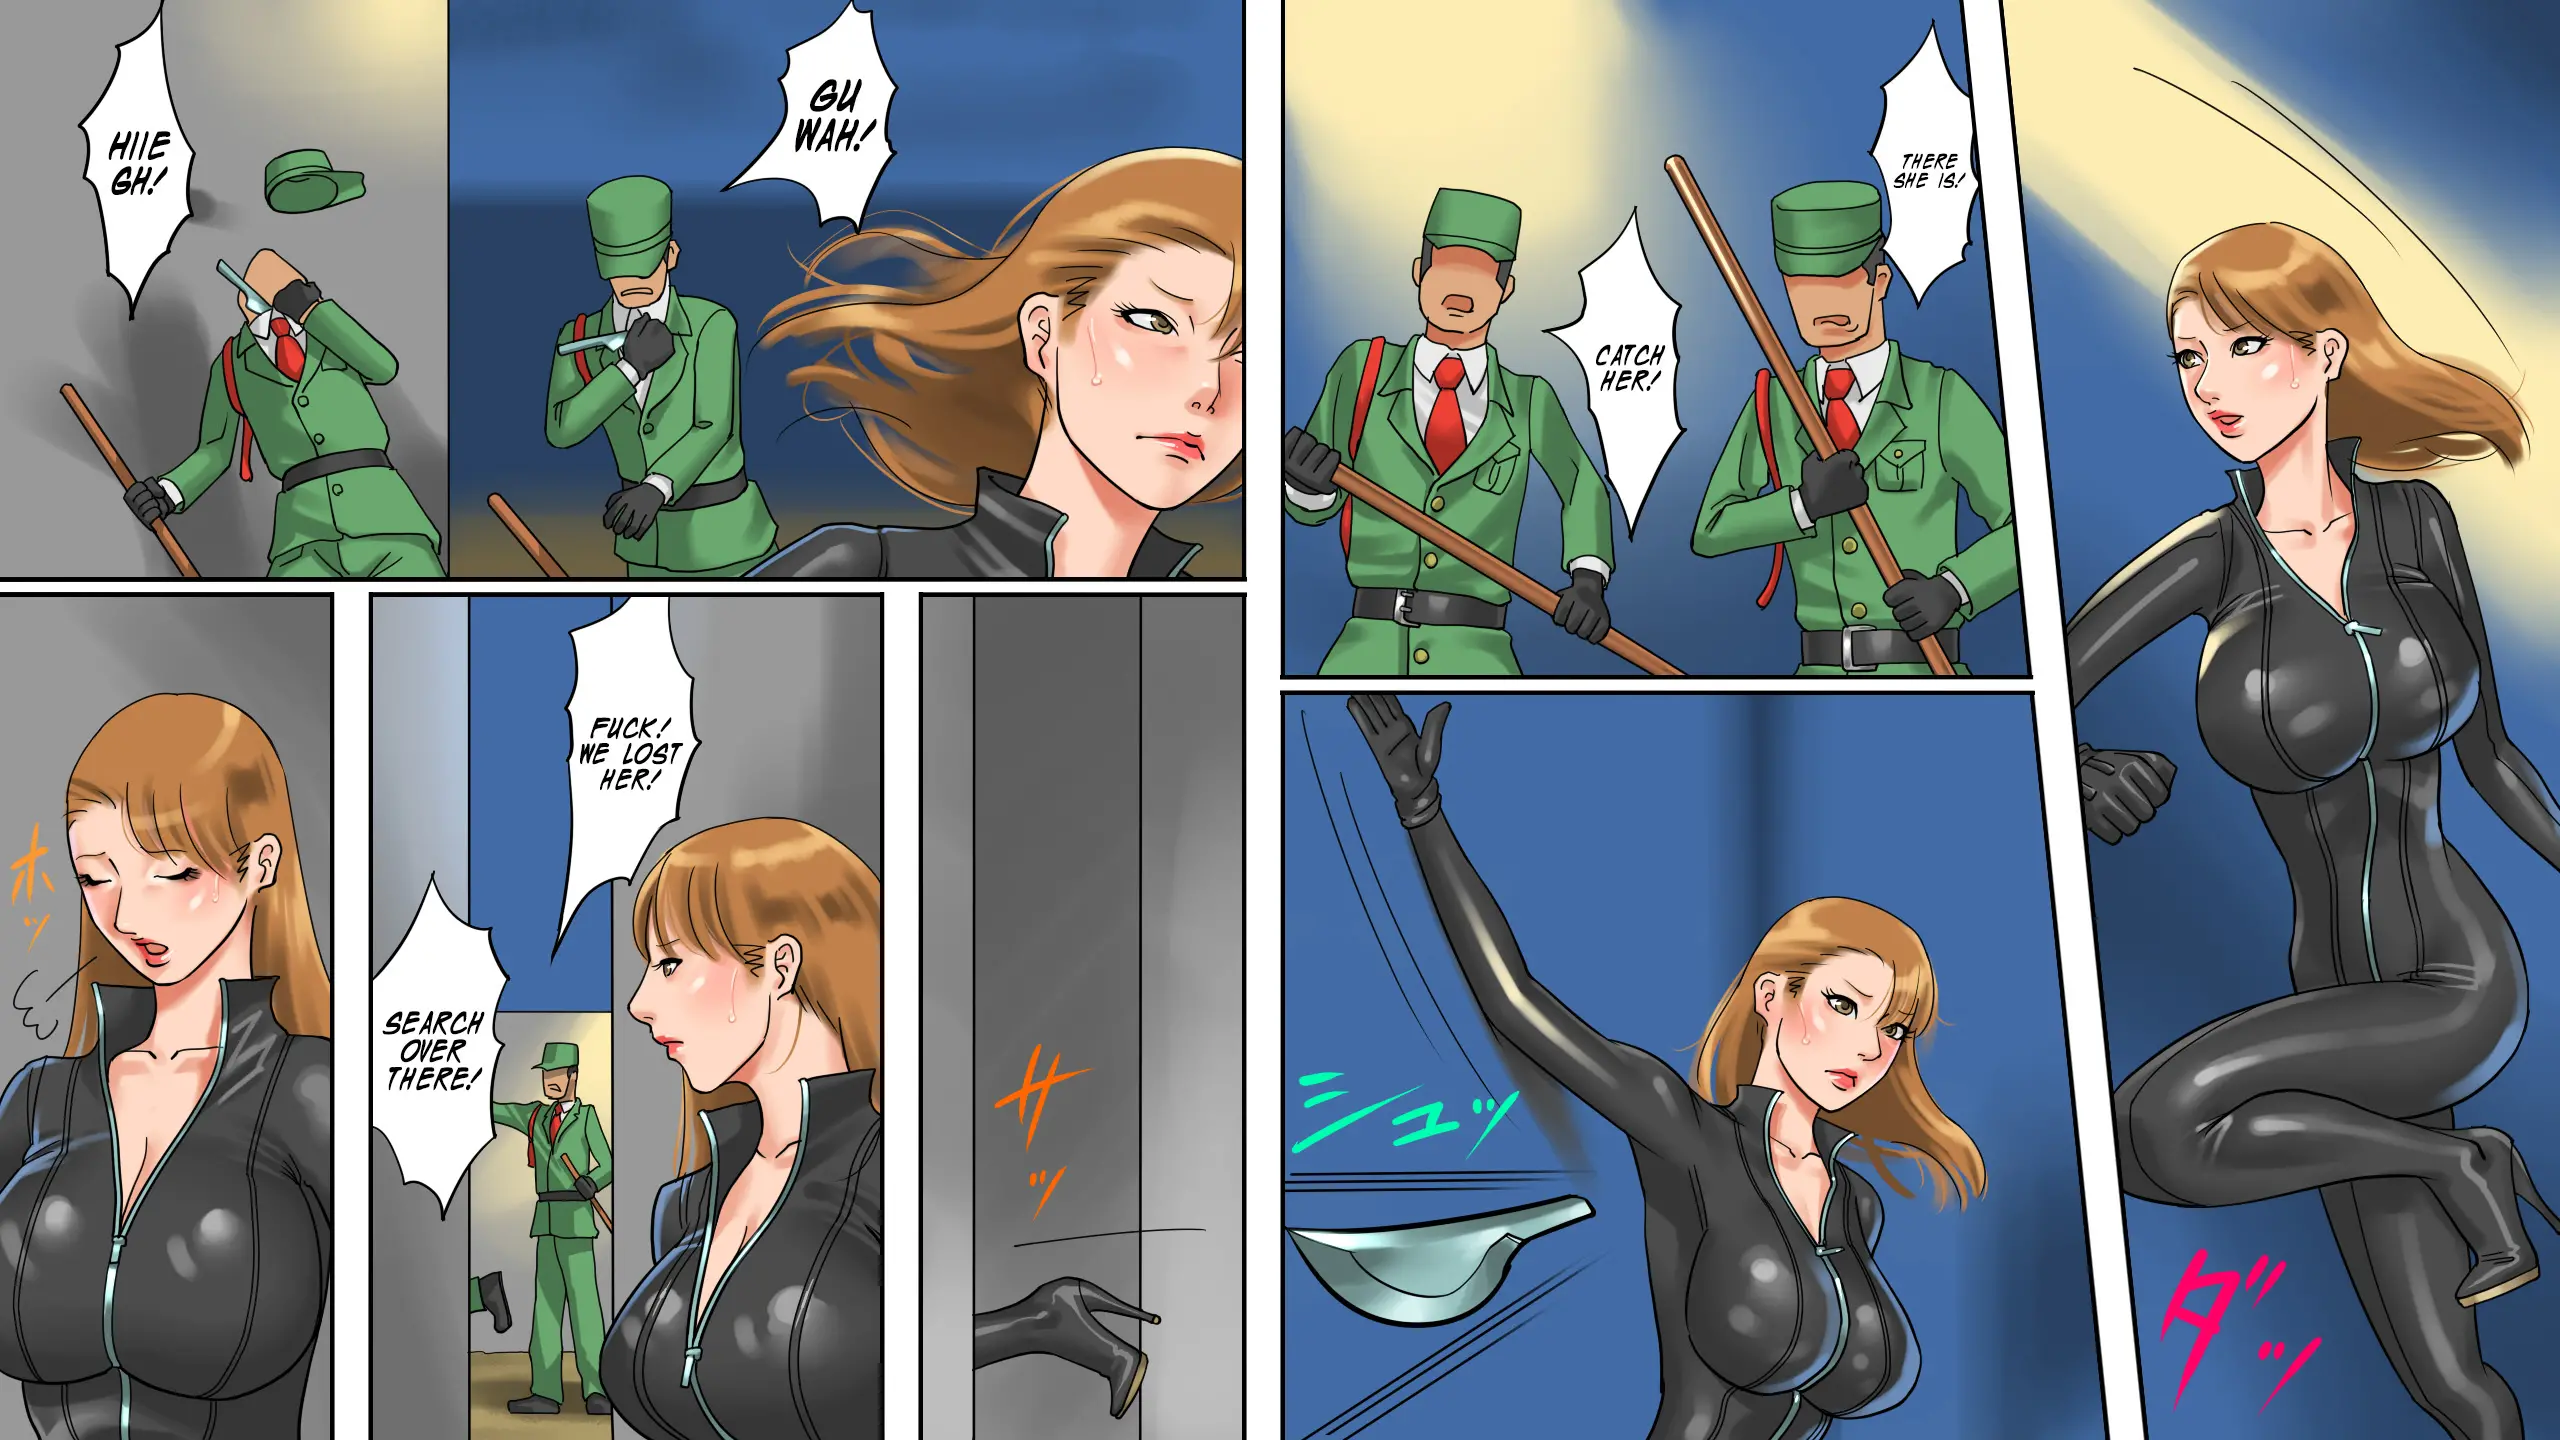 ダッ
THERE
SHE IS!
CATCH
HER!
シュッ
GU
WAH!
HIIE
GH!
サッ
FUCK!
WE LOST
HER!
SEARCH
OVER
THERE!
ホッ